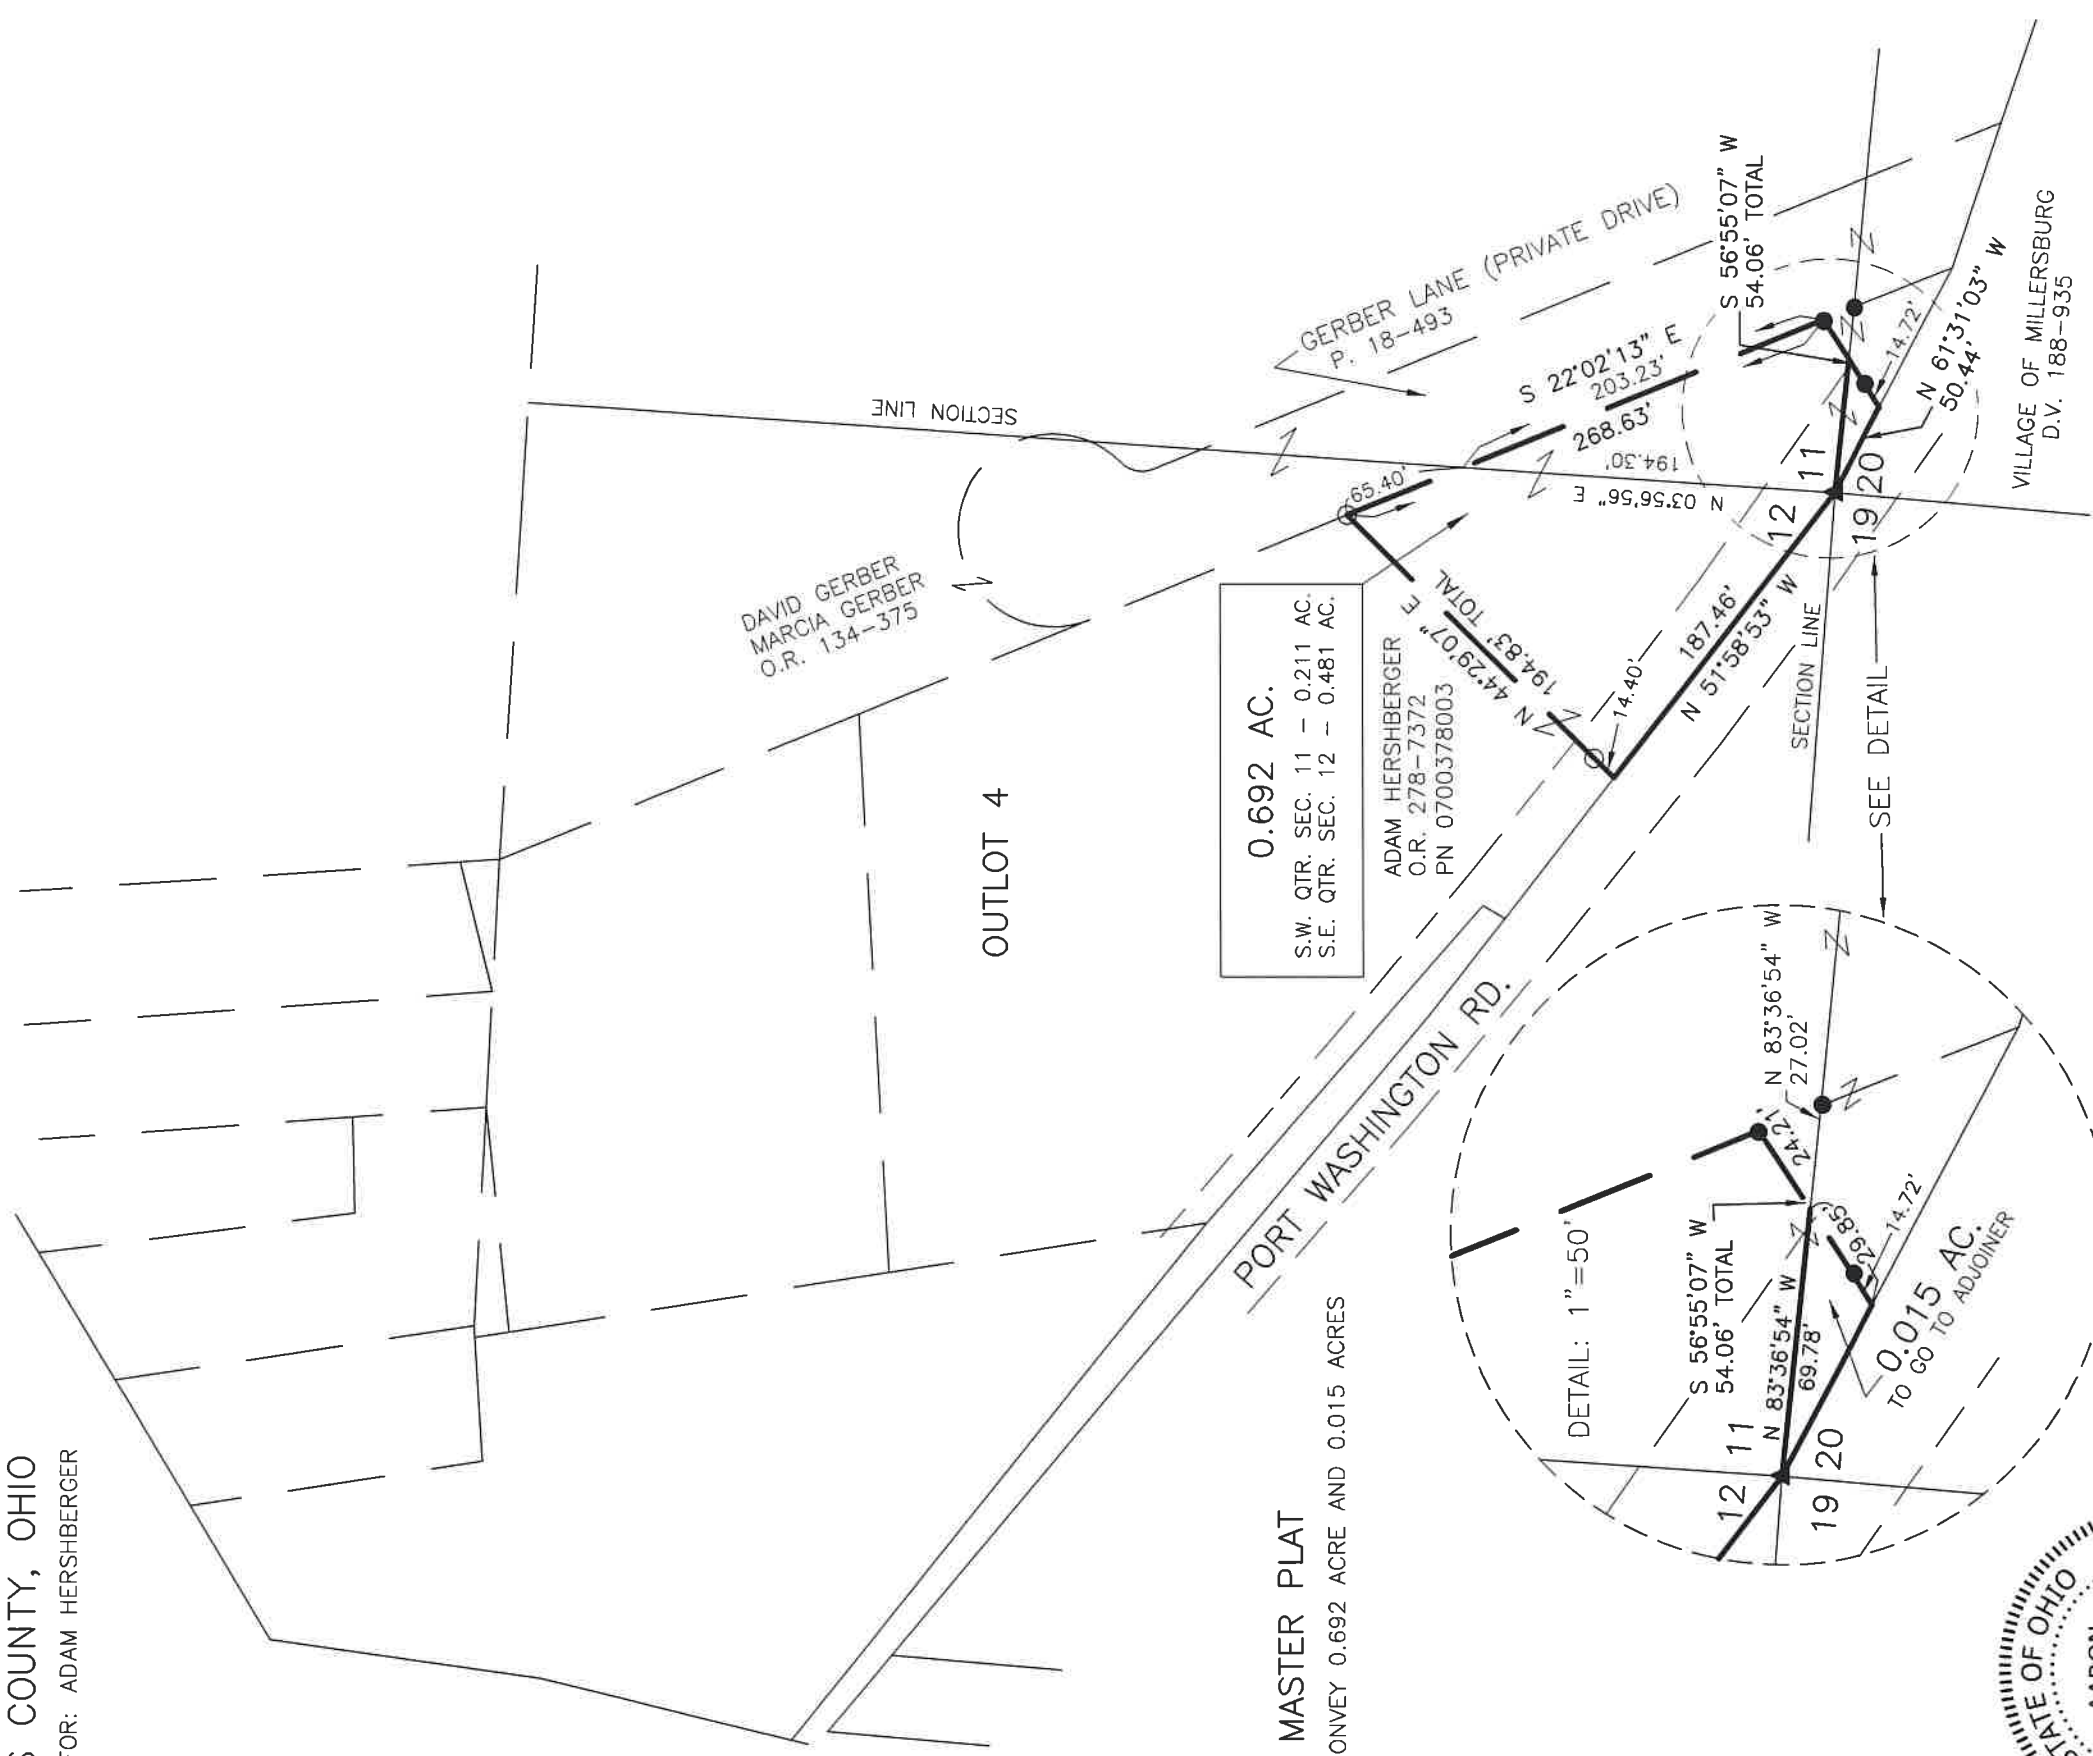 COUNTY, OHIO
FOR: ADAM HERSHBERGER
DAVID GERBER
MARCIA GERBER
O.R. 134-375
SECTION LINE
OUTLOT 4
GERBER LANE (PRIVATE DRIVE)
P. 18-493
0.692 AC.
S.W. QTR. SEC. 11 - 0.211 AC.
S.E. QTR. SEC. 12 -- 0.481 AC.
ADAM HERSHBERGER
O.R. 278-7372
PN 0700378003
65.40'
S 22°02'13" E
203.23'
268.63'
N 03°56'56" E
194.30'
N 44°29'07" E
194.83' TOTAL
14.40'
187.46'
N 51°58'53" W
SECTION LINE
12
11
19
20
S 56°55'07" W
54.06' TOTAL
14.72'
N 61°31'03" W
50.44'
VILLAGE OF MILLERSBURG
D.V. 188-935
SEE DETAIL
PORT WASHINGTON RD.
MASTER PLAT
ONVEY 0.692 ACRE AND 0.015 ACRES
DETAIL: 1"=50'
S 56°55'07" W
54.06' TOTAL
N 83°36'54" W
27.02'
24.21'
N 83°36'54" W
69.78'
29.85'
14.72'
12
11
19
20
0.015 AC.
TO GO TO ADJOINER
STATE OF OHIO
AARON